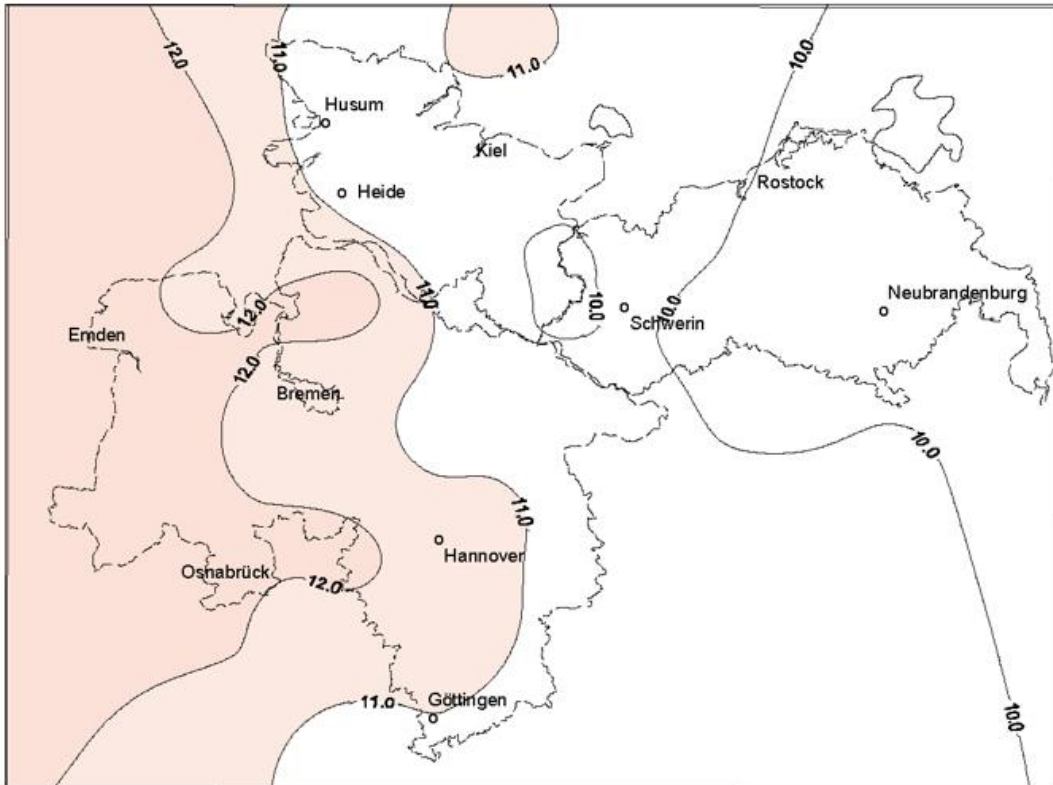 12.0
11.0
11.0
10.0
Husum
Kiel
Heide
Rostock
11.0
12.0
10.0
10.0
Neubrandenburg
Schwerin
Emden
12.0
Bremen
10.0
11.0
Hannover
Osnabrück
12.0
Göttingen
11.0
10.0